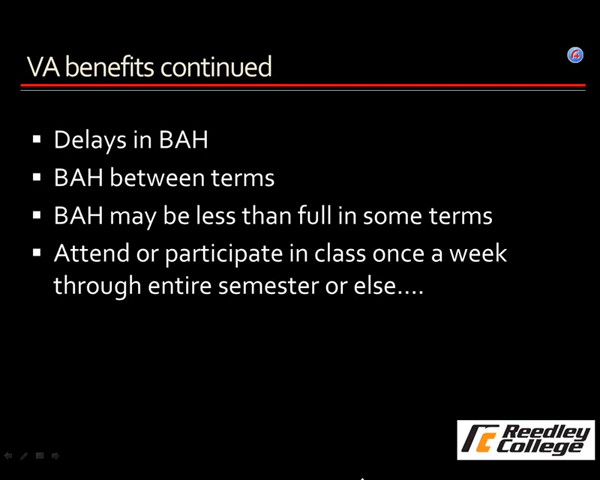 VA benefits continued
▪ Delays in BAH
▪ BAH between terms
▪ BAH may be less than full in some terms
▪ Attend or participate in class once a week
through entire semester or else....
Reedley
College